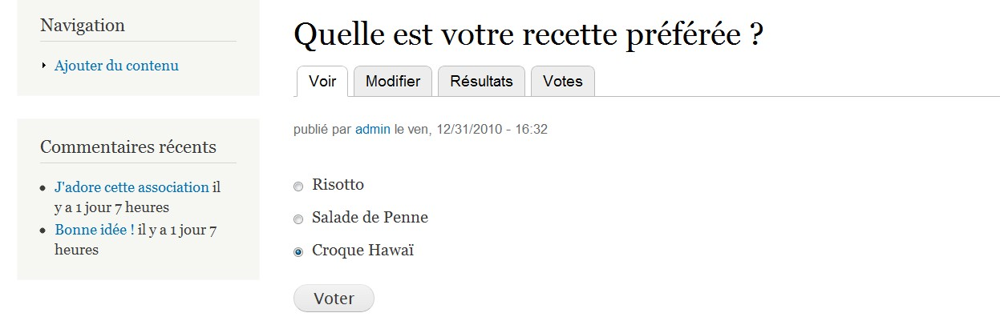 Navigation
Ajouter du contenu
Commentaires récents
J'adore cette association il
y a 1 jour 7 heures
Bonne idée ! il y a 1 jour 7
heures
Quelle est votre recette préférée ?
Voir Modifier Résultats Votes
publié par admin le ven, 12/31/2010 - 16:32
Risotto
Salade de Penne
Croque Hawaï
Voter